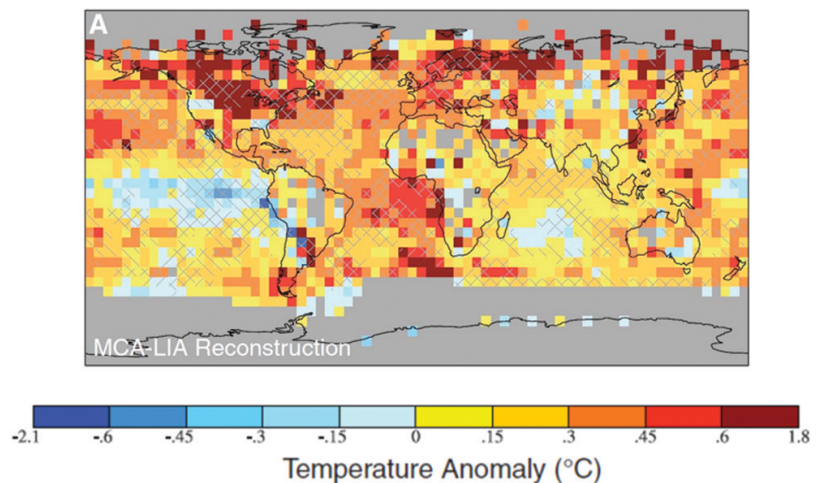 A
MCA-LIA Reconstruction
-2.1 -.6 -.45 -.3 -.15 0 .15 .3 .45 .6 1.8
Temperature Anomaly (°C)